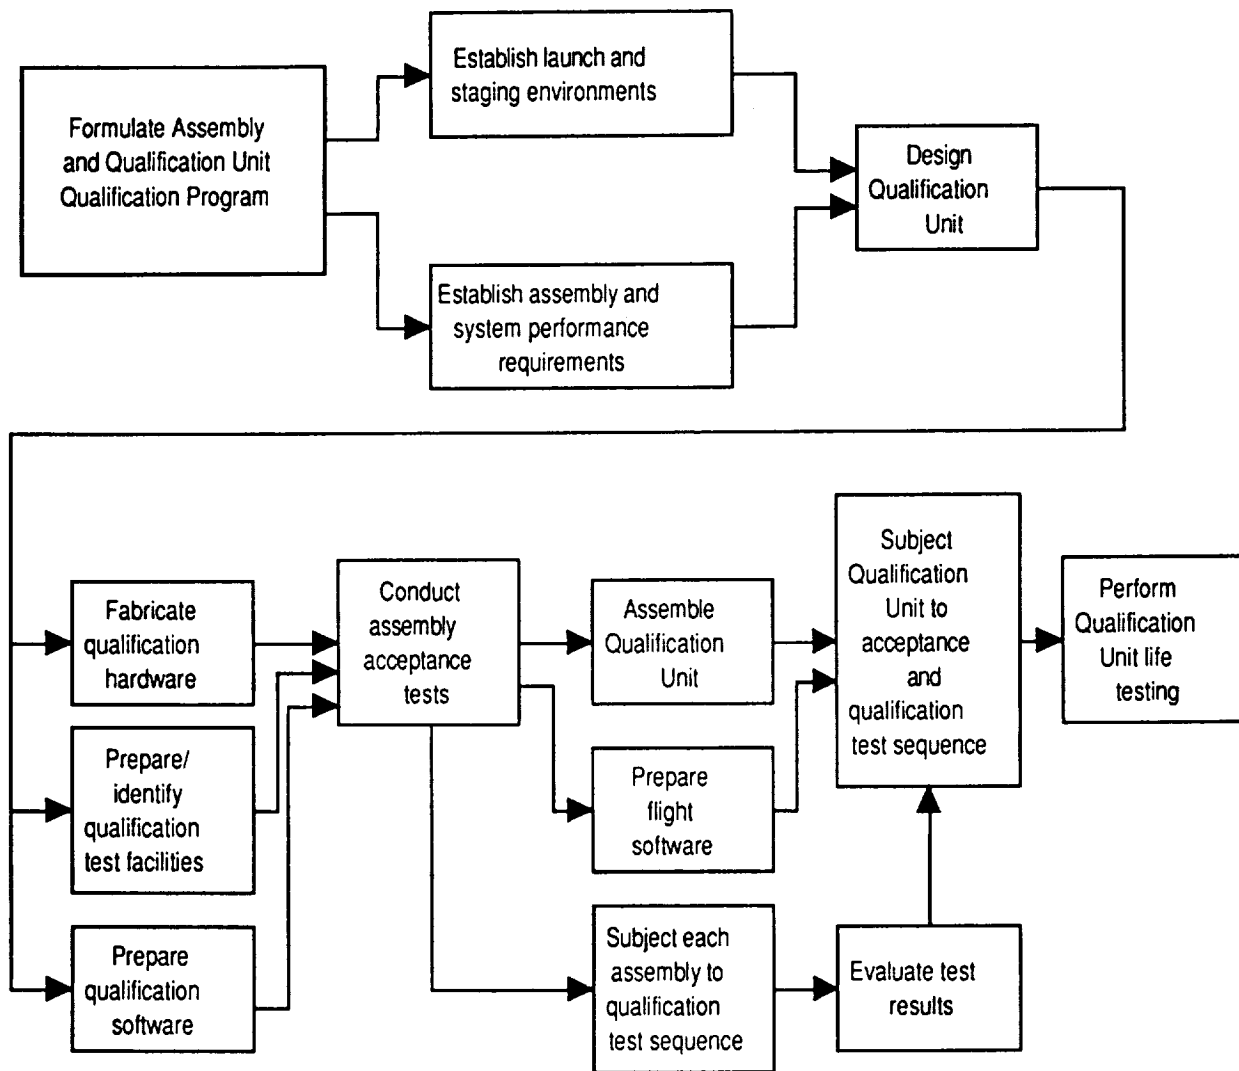 Formulate Assembly
and Qualification Unit
Qualification Program
Establish launch and
staging environments
Establish assembly and
system performance
requirements
Design
Qualification
Unit
Fabricate
qualification
hardware
Prepare/
identify
qualification
test facilities
Prepare
qualification
software
Conduct
assembly
acceptance
tests
Assemble
Qualification
Unit
Prepare
flight
software
Subject each
assembly to
qualification
test sequence
Evaluate test
results
Subject
Qualification
Unit to
acceptance
and
qualification
test sequence
Perform
Qualification
Unit life
testing